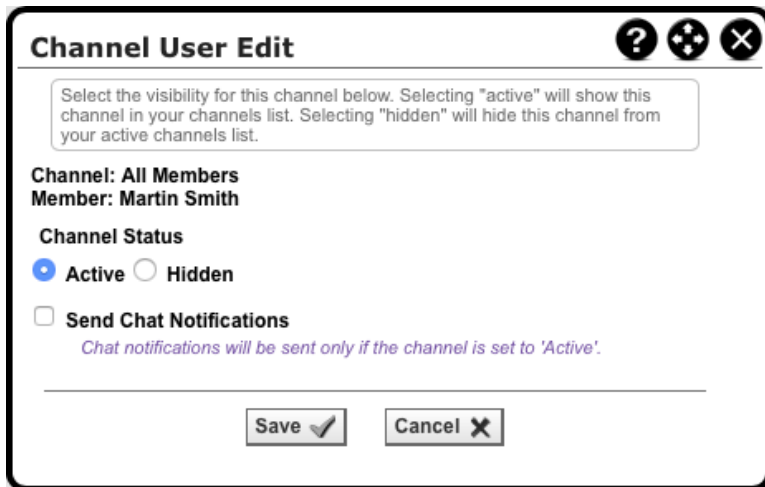 Channel User Edit
?
Select the visibility for this channel below. Selecting "active" will show this
channel in your channels list. Selecting "hidden" will hide this channel from
your active channels list.
Channel: All Members
Member: Martin Smith
Channel Status
Active Hidden
Send Chat Notifications
Chat notifications will be sent only if the channel is set to 'Active'.
Save Cancel